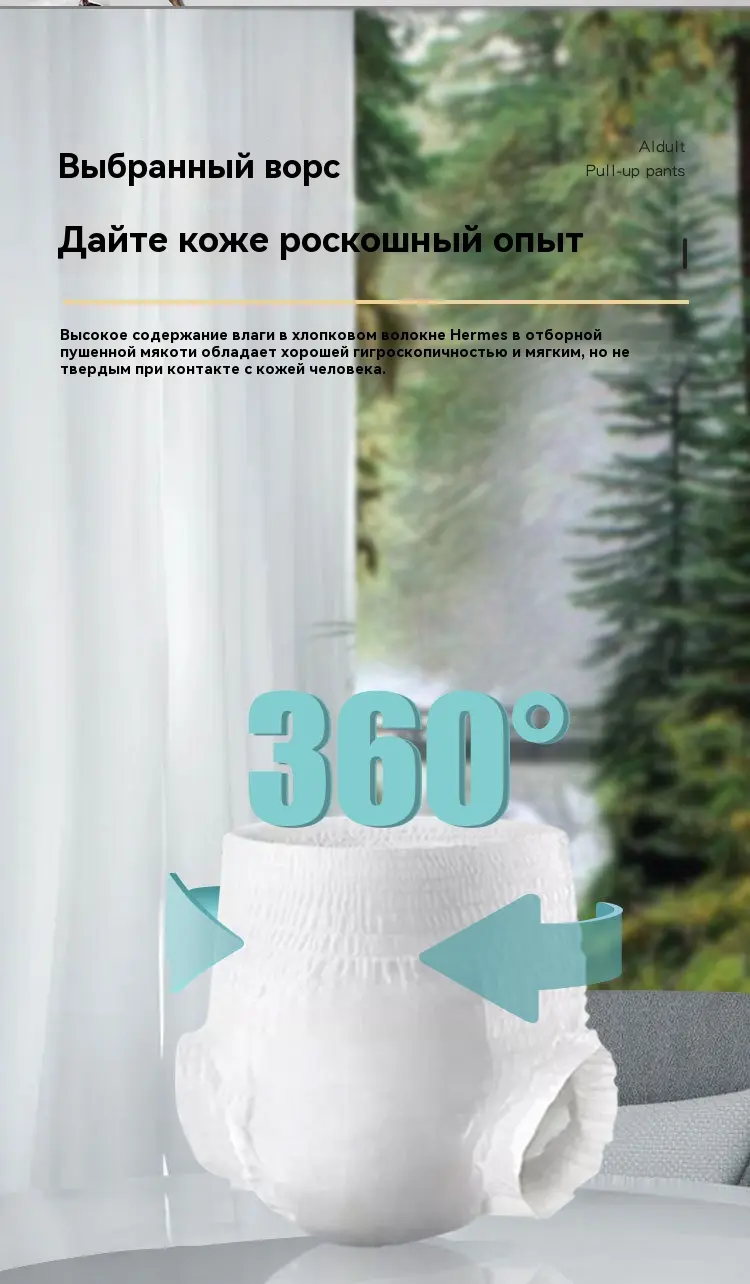 Выбранный ворс
Aldult
Pull-up pants
Дайте коже роскошный опыт
Высокое содержание влаги в хлопковом волокне Hermes в отборной
пушенной мякоти обладает хорошей гигроскопичностью и мягким, но не
твердым при контакте с кожей человека.
360°